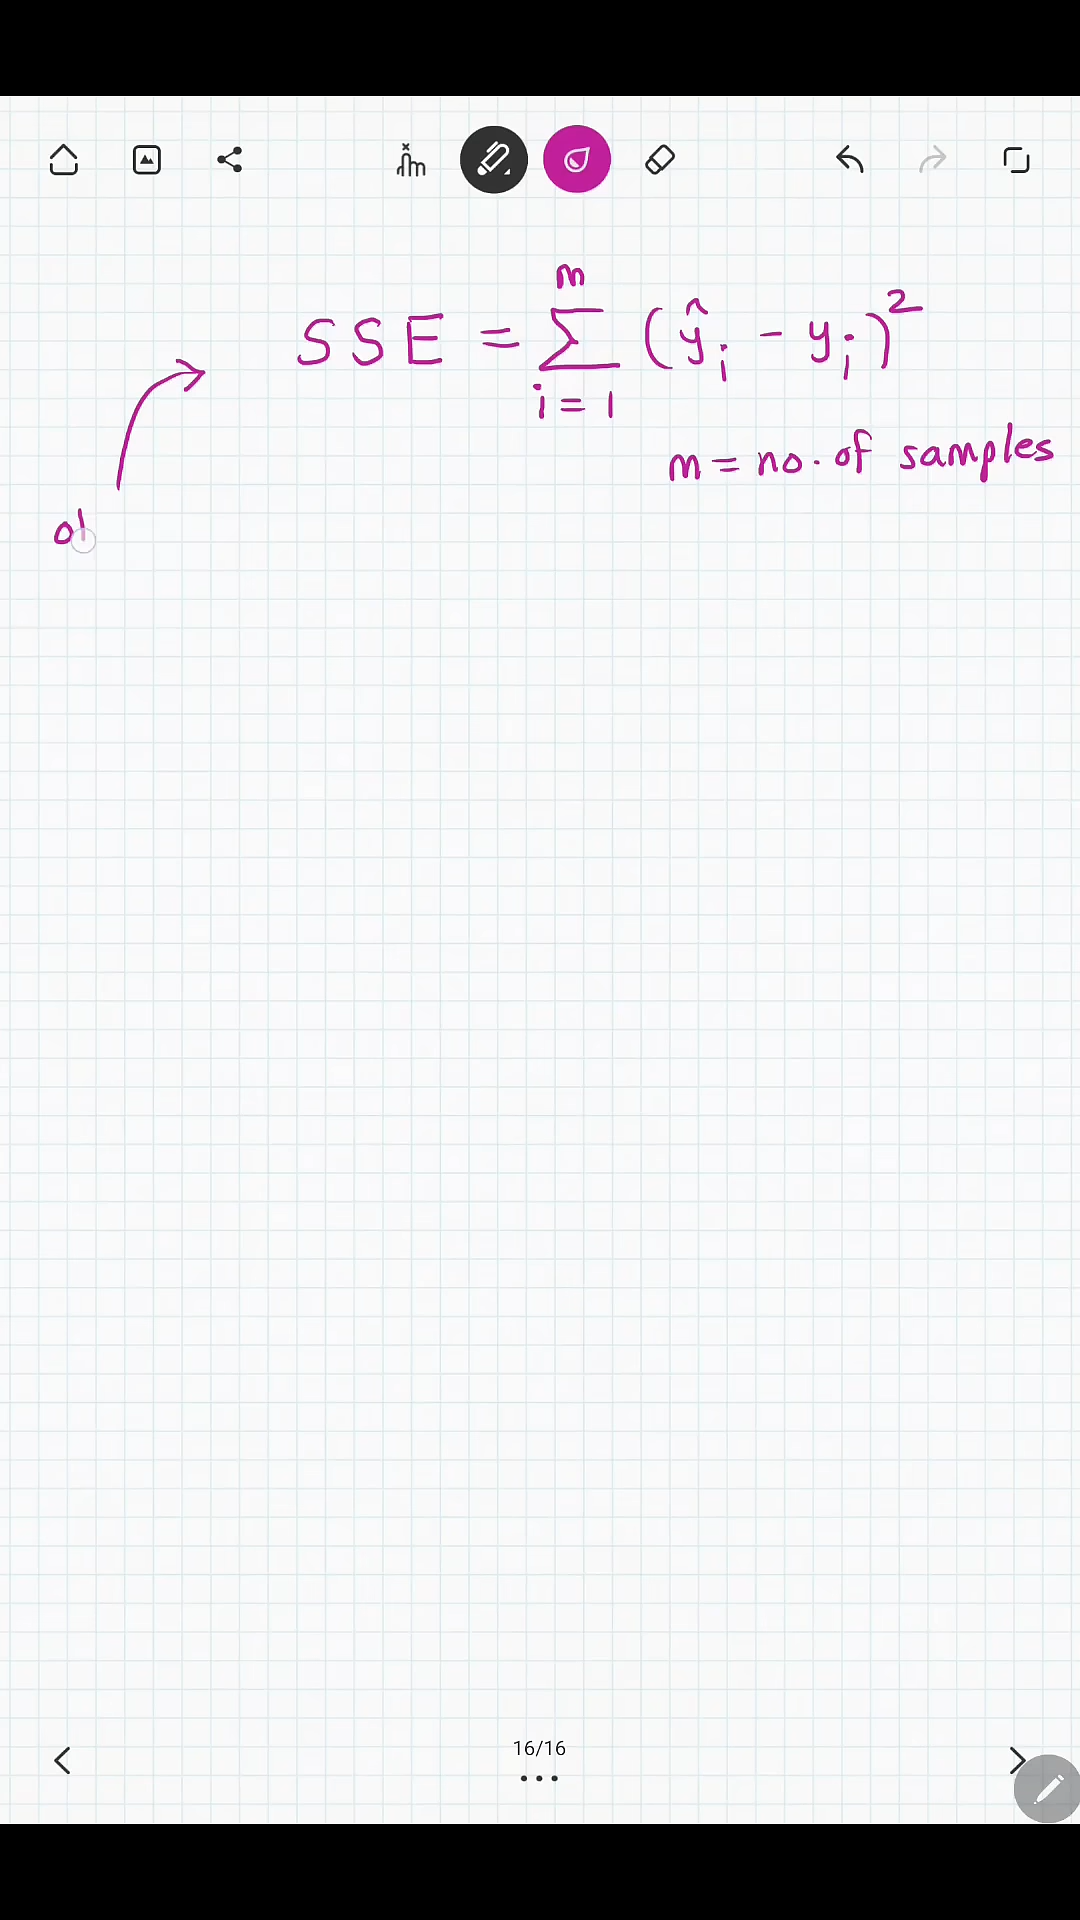 m
SSE = ∑ (ŷᵢ - yᵢ)²
i = 1
m = no. of samples
16/16